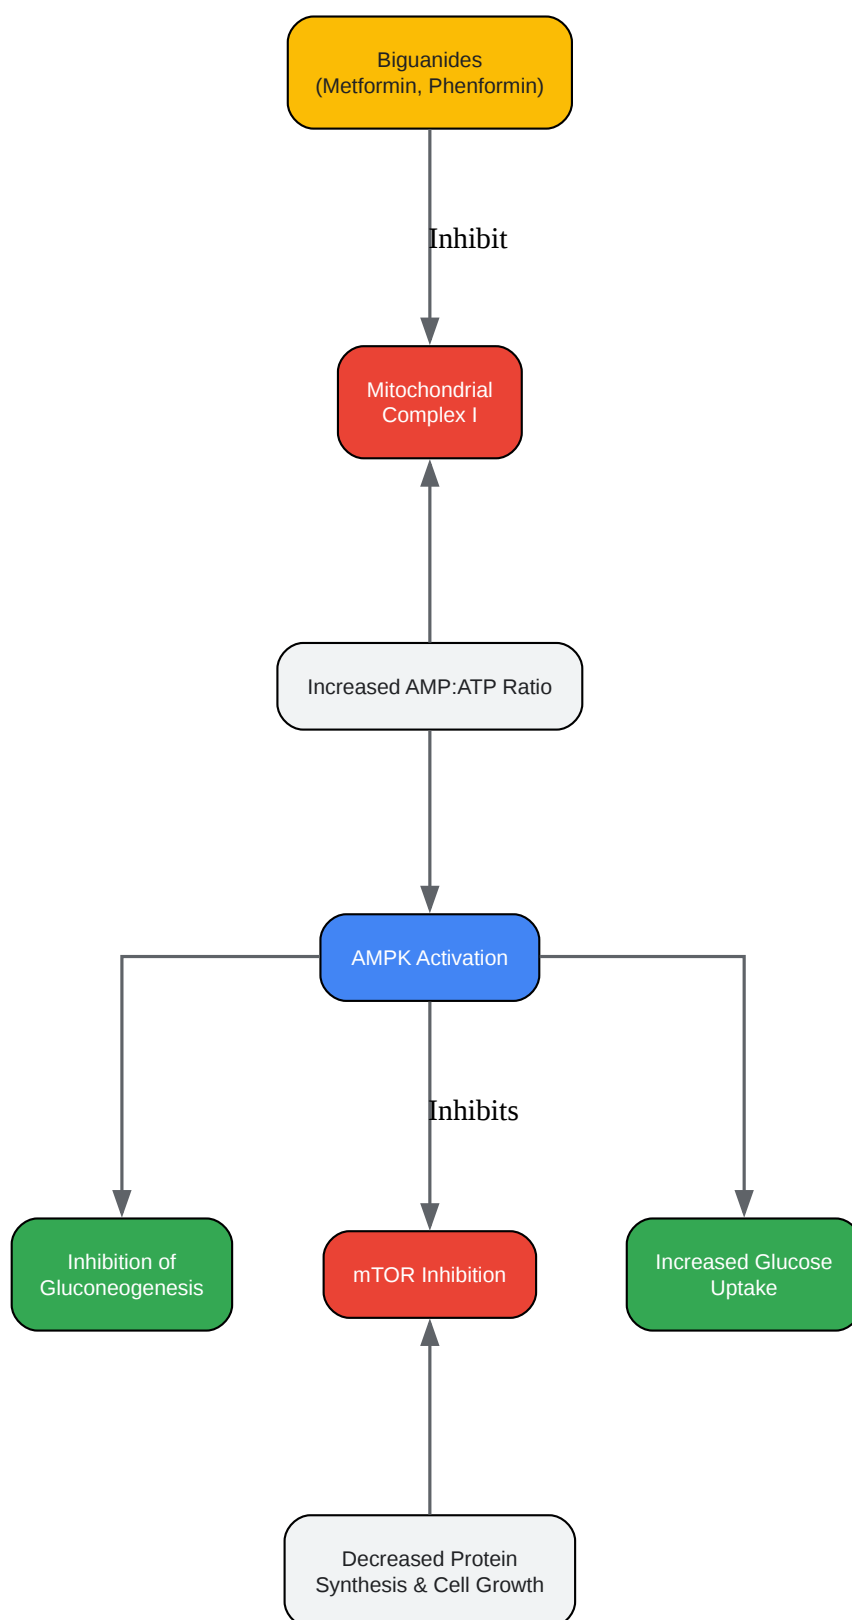 Biguanides
(Metformin, Phenformin)
Inhibit
Mitochondrial
Complex I
Increased AMP:ATP Ratio
AMPK Activation
Inhibits
Inhibition of
Gluconeogenesis
mTOR Inhibition
Increased Glucose
Uptake
Decreased Protein
Synthesis & Cell Growth